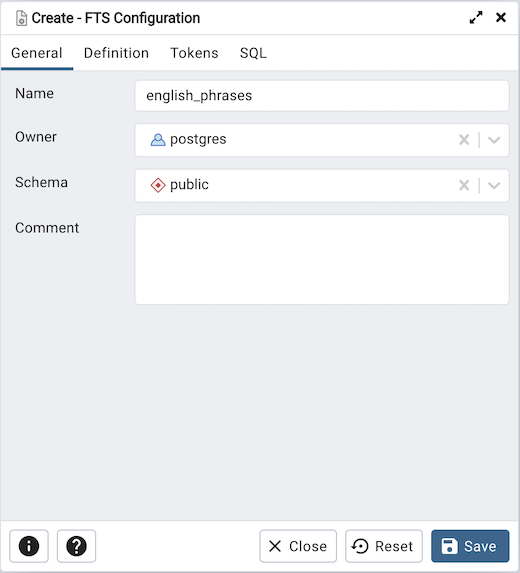 Create - FTS Configuration
General Definition Tokens SQL
Name english_phrases
Owner postgres
Schema public
Comment
Close Reset Save